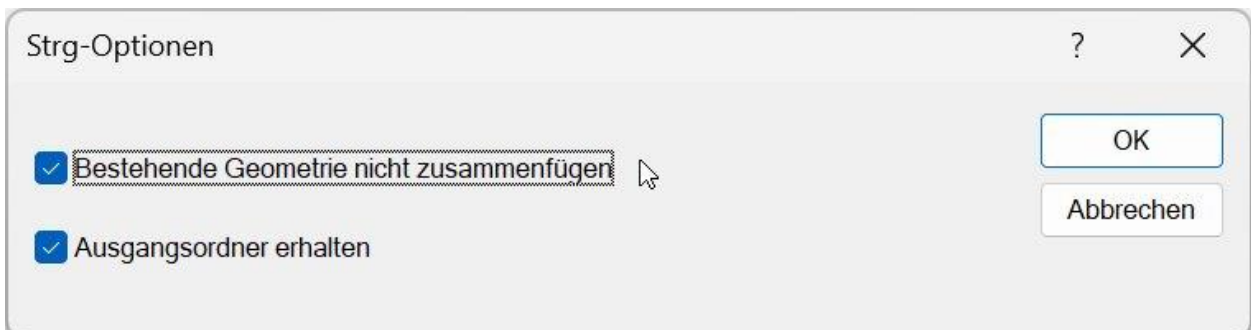 Strg-Optionen
?
Bestehende Geometrie nicht zusammenfügen
OK
Abbrechen
Ausgangsordner erhalten